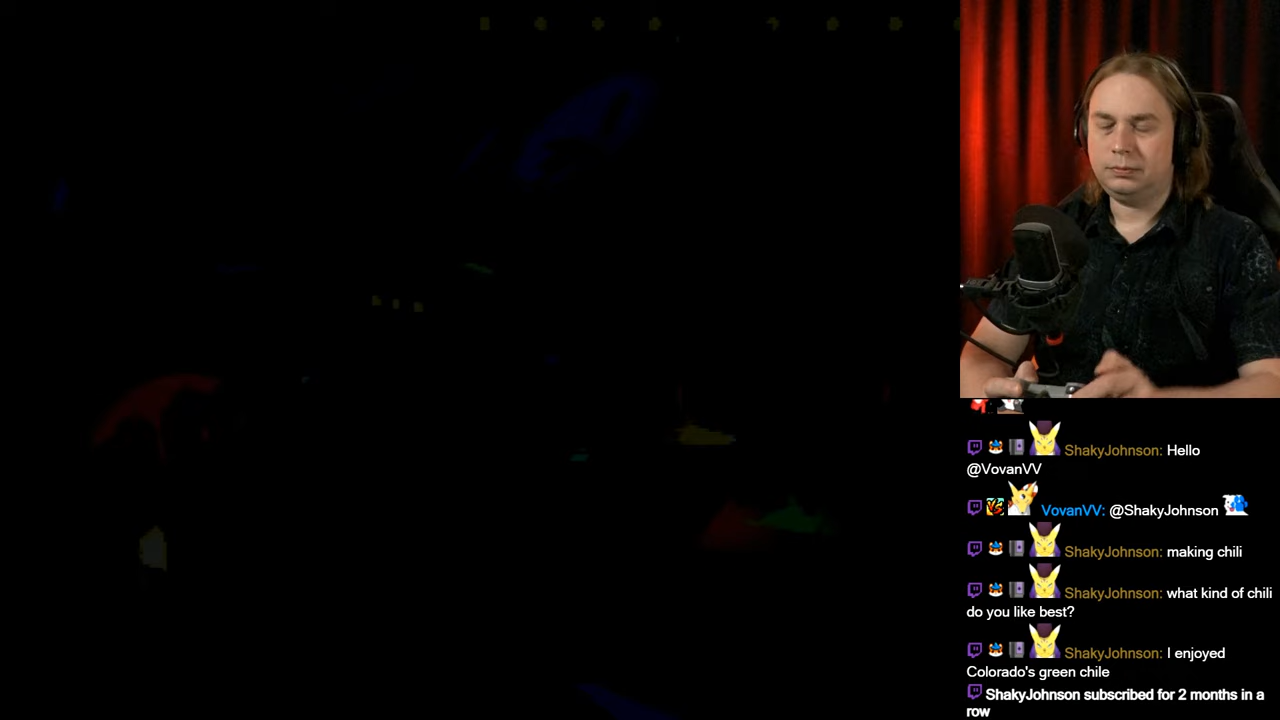 ShakyJohnson: Hello
@VovanVV
VovanVV: @ShakyJohnson
ShakyJohnson: making chili
ShakyJohnson: what kind of chili
do you like best?
ShakyJohnson: I enjoyed
Colorado's green chile
ShakyJohnson subscribed for 2 months in a
row